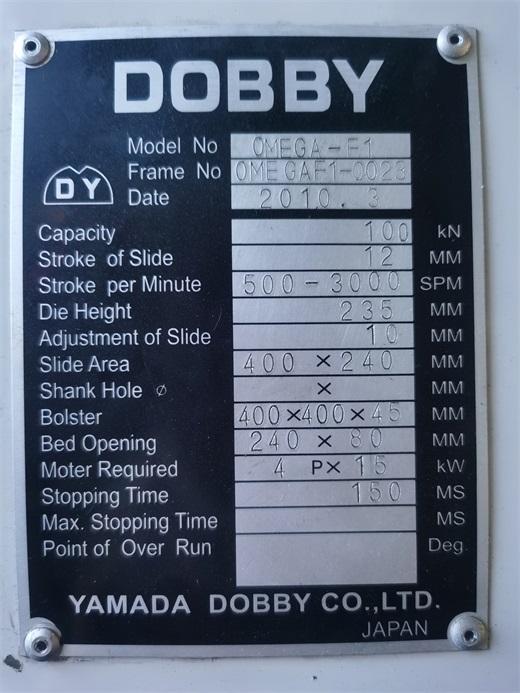 DOBBY
Model No OMEGA-F1
Frame No OMEGAF1-0023
DY
Date 2010.3
Capacity 100 kN
Stroke of Slide 12 MM
Stroke per Minute 500-3000 SPM
Die Height 235 MM
Adjustment of Slide 10 MM
Slide Area 400 × 240 MM
Shank Hole ø × MM
Bolster 400×400×45 MM
Bed Opening 240 × 80 MM
Moter Required 4 P× 15 kW
Stopping Time 150 MS
Max. Stopping Time MS
Point of Over Run Deg.
YAMADA DOBBY CO.,LTD.
JAPAN